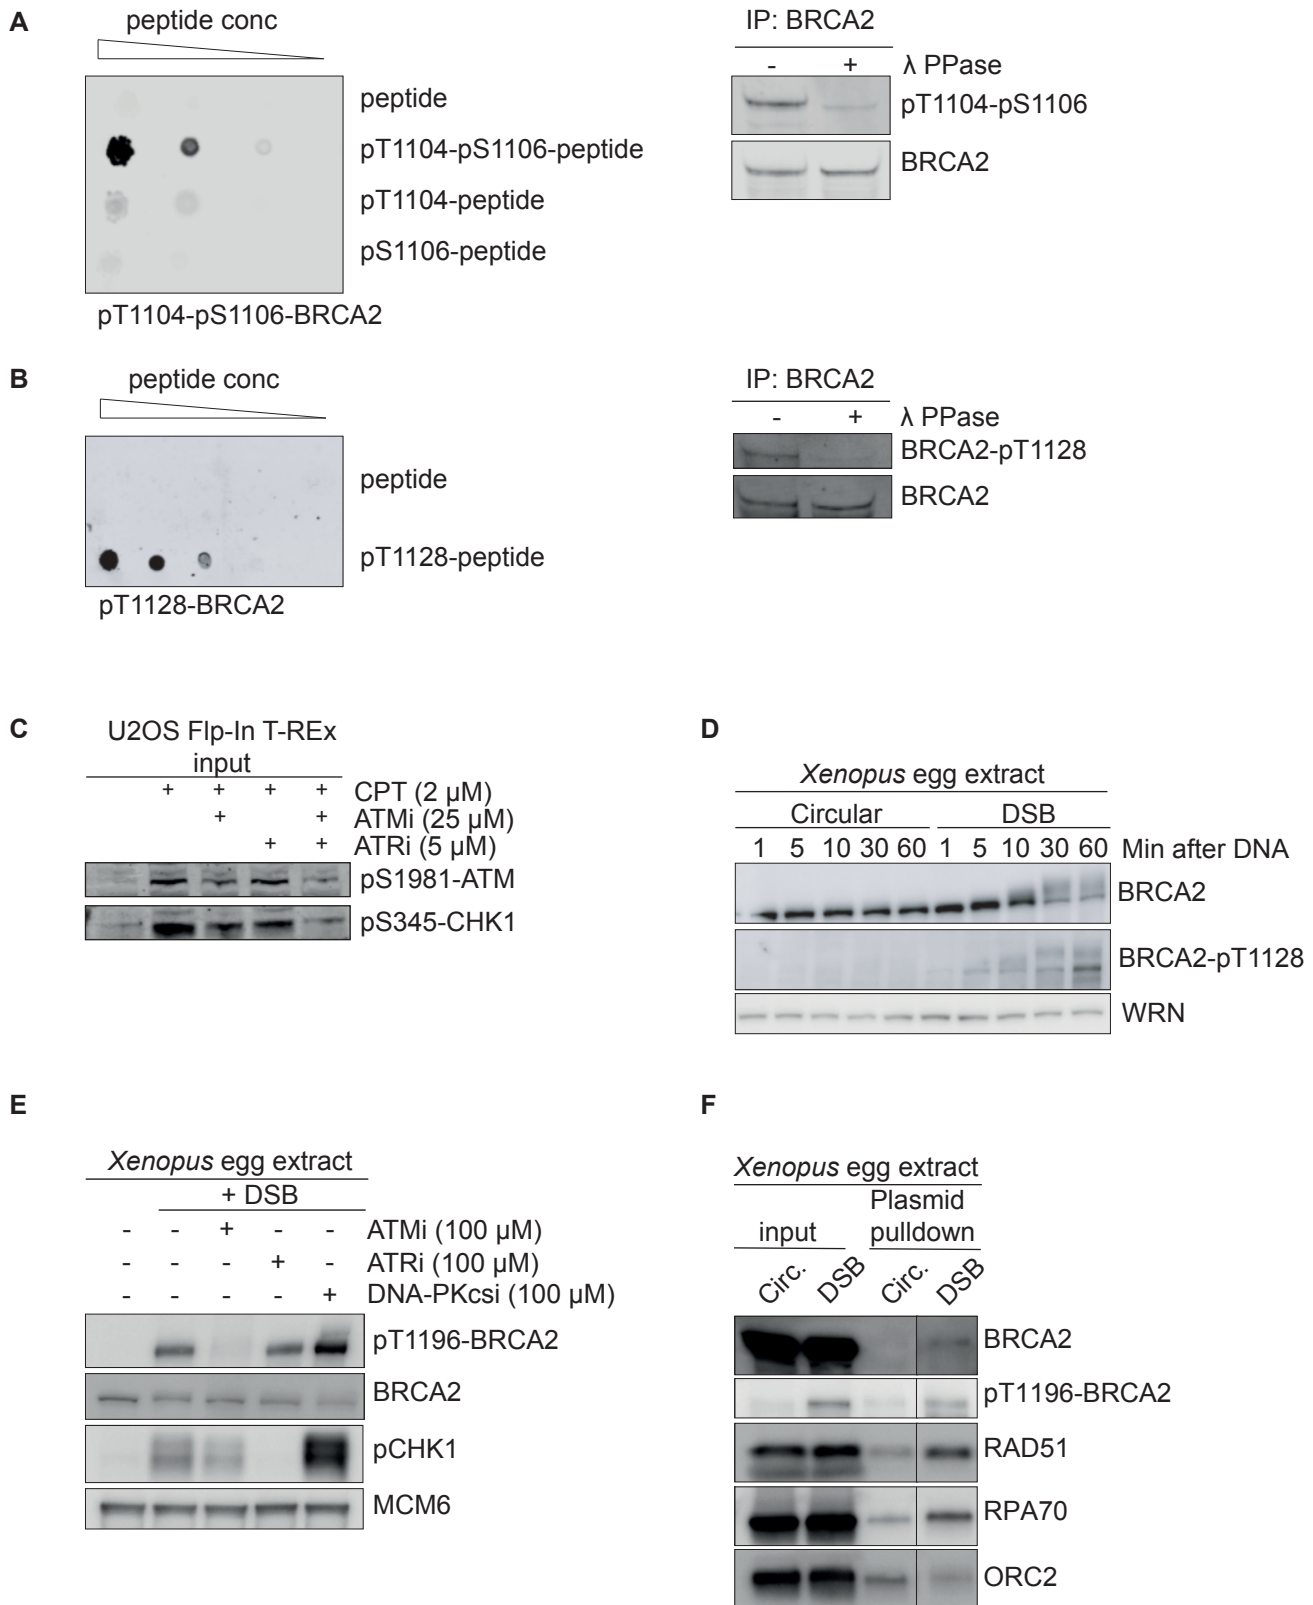 A
peptide conc
peptide
pT1104-pS1106-peptide
pT1104-peptide
pS1106-peptide
pT1104-pS1106-BRCA2
IP: BRCA2
- + λ PPase
pT1104-pS1106
BRCA2
B
peptide conc
peptide
pT1128-peptide
pT1128-BRCA2
IP: BRCA2
- + λ PPase
BRCA2-pT1128
BRCA2
C
U2OS Flp-In T-REx
input
+ + + + CPT (2 µM)
+ + ATMi (25 µM)
+ + ATRi (5 µM)
pS1981-ATM
pS345-CHK1
D
Xenopus egg extract
Circular DSB
1 5 10 30 60 1 5 10 30 60 Min after DNA
BRCA2
BRCA2-pT1128
WRN
E
Xenopus egg extract
+ DSB
- - + - - ATMi (100 µM)
- - - + - ATRi (100 µM)
- - - - + DNA-PKcsi (100 µM)
pT1196-BRCA2
BRCA2
pCHK1
MCM6
F
Xenopus egg extract
Plasmid
input pulldown
Circ. DSB Circ. DSB
BRCA2
pT1196-BRCA2
RAD51
RPA70
ORC2